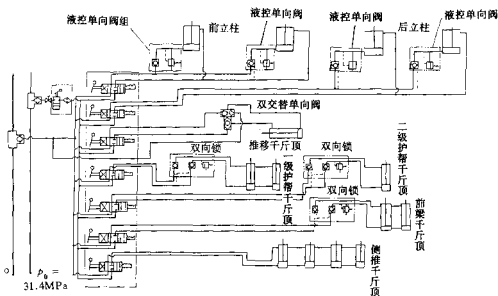 液控单向阀组
前立柱
液控单向阀
液控单向阀
后立柱
液控单向阀
双交替单向阀
推移千斤顶
双向锁
一级护帮千斤顶
双向锁
二级护帮千斤顶
双向锁
前梁千斤顶
侧推千斤顶
O
31.4MPa